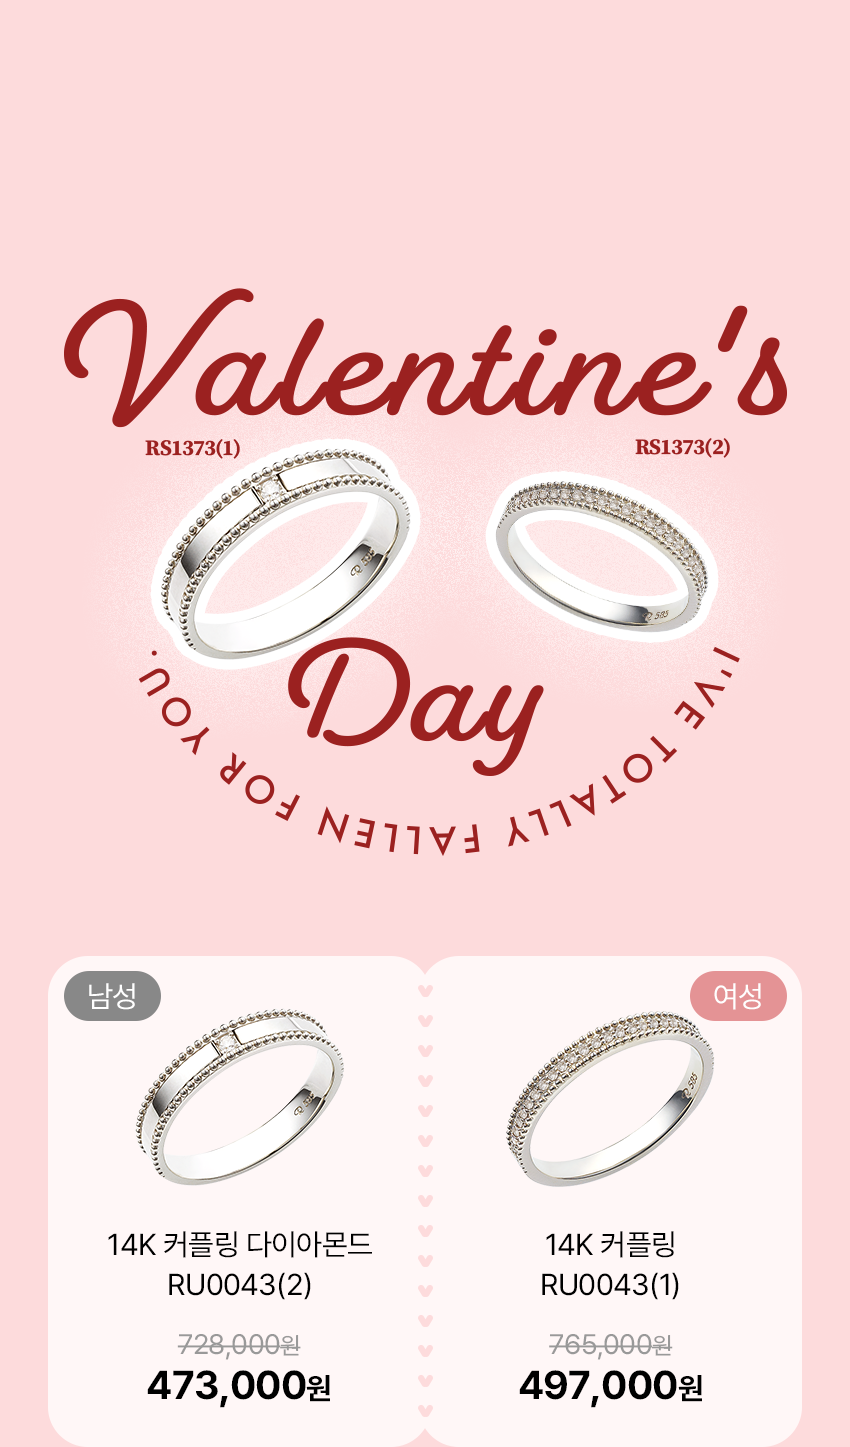 Valentine's
RS1373(1)
RS1373(2)
Day
I'VE TOTALLY FALLEN FOR YOU.
남성
여성
14K 커플링 다이아몬드
RU0043(2)
728,000원
473,000원
14K 커플링
RU0043(1)
765,000원
497,000원